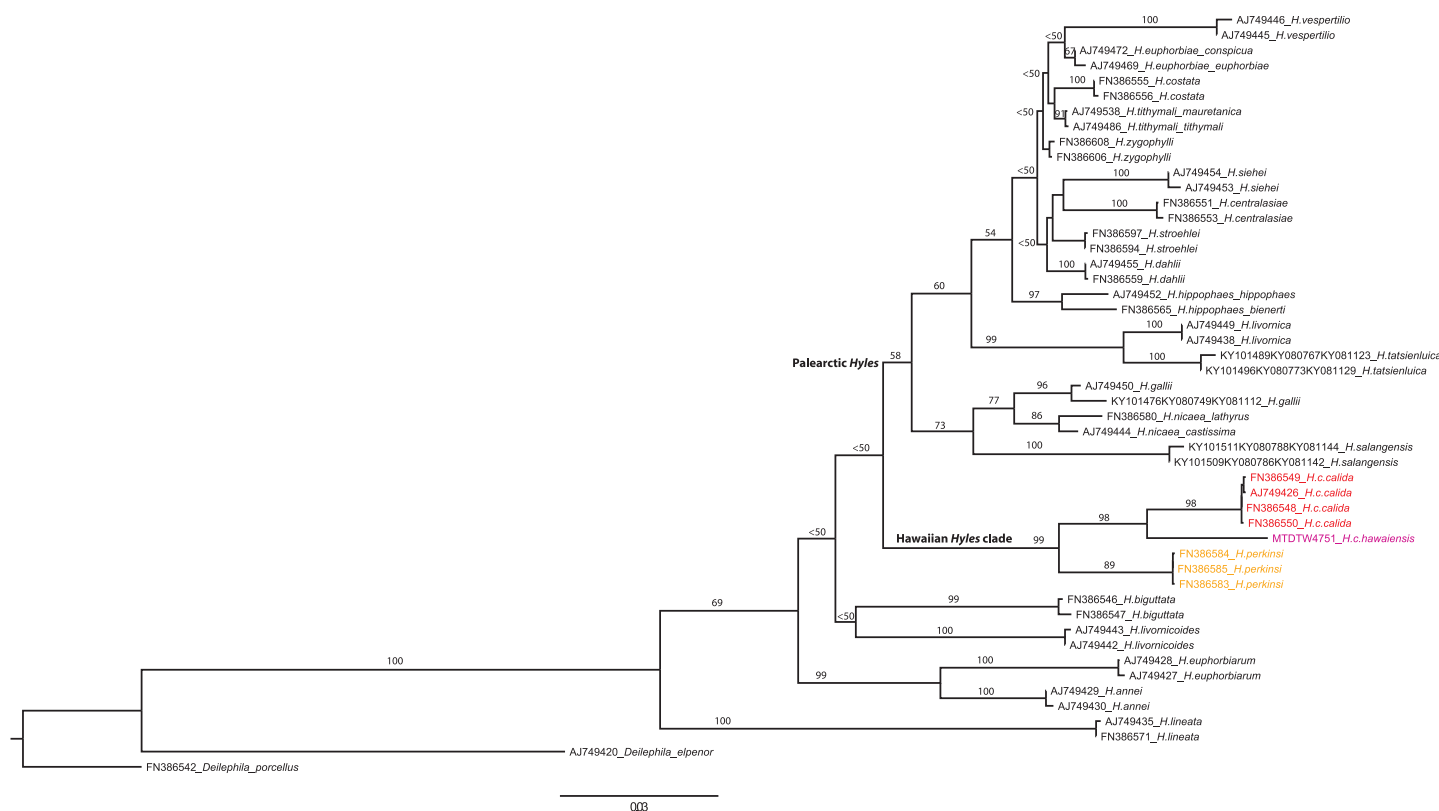 100
AJ749446_H.vespertilio
AJ749445_H.vespertilio
<50
67
AJ749472_H.euphorbiae_conspicua
AJ749469_H.euphorbiae_euphorbiae
<50
100
FN386555_H.costata
FN386556_H.costata
<50
91
AJ749538_H.tithymali_mauretanica
AJ749486_H.tithymali_tithymali
FN386608_H.zygophylli
FN386606_H.zygophylli
<50
100
AJ749454_H.siehei
AJ749453_H.siehei
100
FN386551_H.centralasiae
FN386553_H.centralasiae
<50
FN386597_H.stroehlei
FN386594_H.stroehlei
54
100
AJ749455_H.dahlii
FN386559_H.dahlii
60
97
AJ749452_H.hippophaes_hippophaes
FN386565_H.hippophaes_bienerti
99
100
AJ749449_H.livornica
AJ749438_H.livornica
100
KY101489KY080767KY081123_H.tatsienluica
KY101496KY080773KY081129_H.tatsienluica
Palearctic Hyles
58
96
AJ749450_H.gallii
KY101476KY080749KY081112_H.gallii
77
86
FN386580_H.nicaea_lathyrus
AJ749444_H.nicaea_castissima
73
100
KY101511KY080788KY081144_H.salangensis
KY101509KY080786KY081142_H.salangensis
<50
FN386549_H.c.calida
AJ749426_H.c.calida
98
FN386548_H.c.calida
FN386550_H.c.calida
98
MTDTW4751_H.c.hawaiensis
Hawaiian Hyles clade
99
89
FN386584_H.perkinsi
FN386585_H.perkinsi
FN386583_H.perkinsi
<50
99
FN386546_H.biguttata
FN386547_H.biguttata
<50
100
AJ749443_H.livornicoides
AJ749442_H.livornicoides
69
100
AJ749428_H.euphorbiarum
AJ749427_H.euphorbiarum
99
100
AJ749429_H.annei
AJ749430_H.annei
100
100
AJ749435_H.lineata
FN386571_H.lineata
AJ749420_Deilephila_elpenor
FN386542_Deilephila_porcellus
0.03